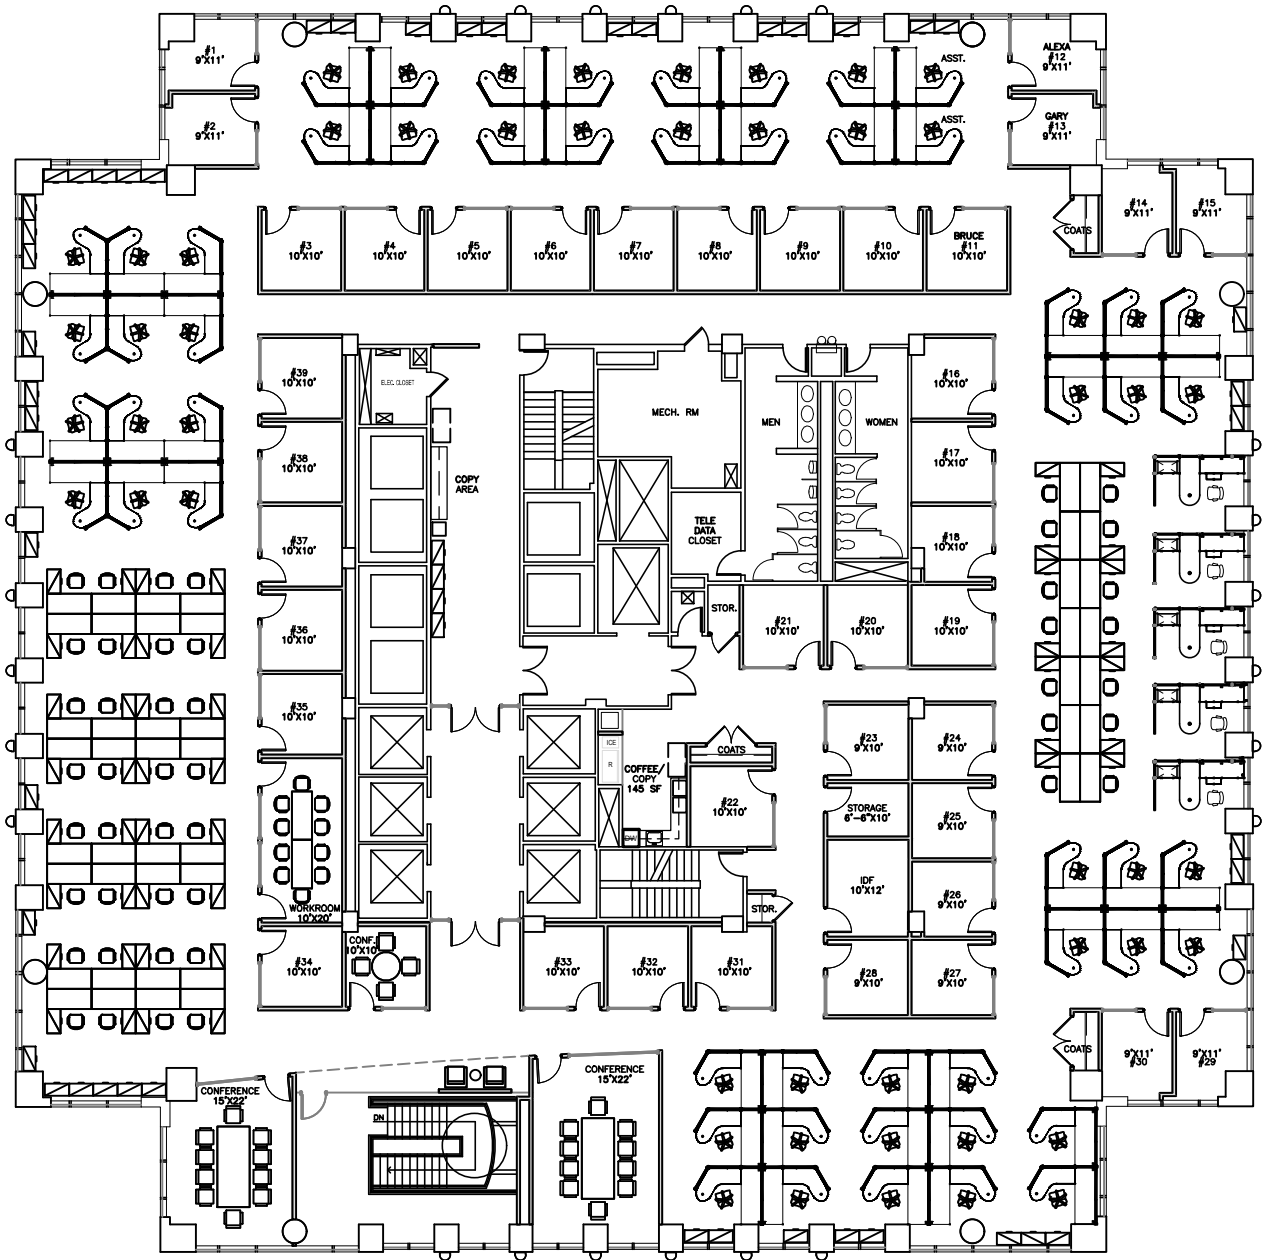 #1
9'X11'
#2
9'X11'
ASST.
ASST.
ALEXA
#12
9'X11'
GARY
#13
9'X11'
#14
9'X11'
#15
9'X11'
COATS
#3
10'X10'
#4
10'X10'
#5
10'X10'
#6
10'X10'
#7
10'X10'
#8
10'X10'
#9
10'X10'
#10
10'X10'
BRUCE
#11
10'X10'
#39
10'X10'
ELEC. CLOSET
MECH. RM
MEN
WOMEN
#16
10'X10'
#38
10'X10'
COPY
AREA
#17
10'X10'
#37
10'X10'
TELE
DATA
CLOSET
#18
10'X10'
#36
10'X10'
STOR.
#21
10'X10'
#20
10'X10'
#19
10'X10'
#35
10'X10'
ICE
R
COFFEE/
COPY
145 SF
DW
COATS
#22
10'X10'
#23
9'X10'
#24
9'X10'
STORAGE
6'-6"X10'
#25
9'X10'
IDF
10'X12'
#26
9'X10'
WORKROOM
10'X20'
STOR.
#34
10'X10'
CONF.
10'X10'
#33
10'X10'
#32
10'X10'
#31
10'X10'
#28
9'X10'
#27
9'X10'
COATS
9'X11'
#30
9'X11'
#29
CONFERENCE
15'X22'
DN
CONFERENCE
15'X22'